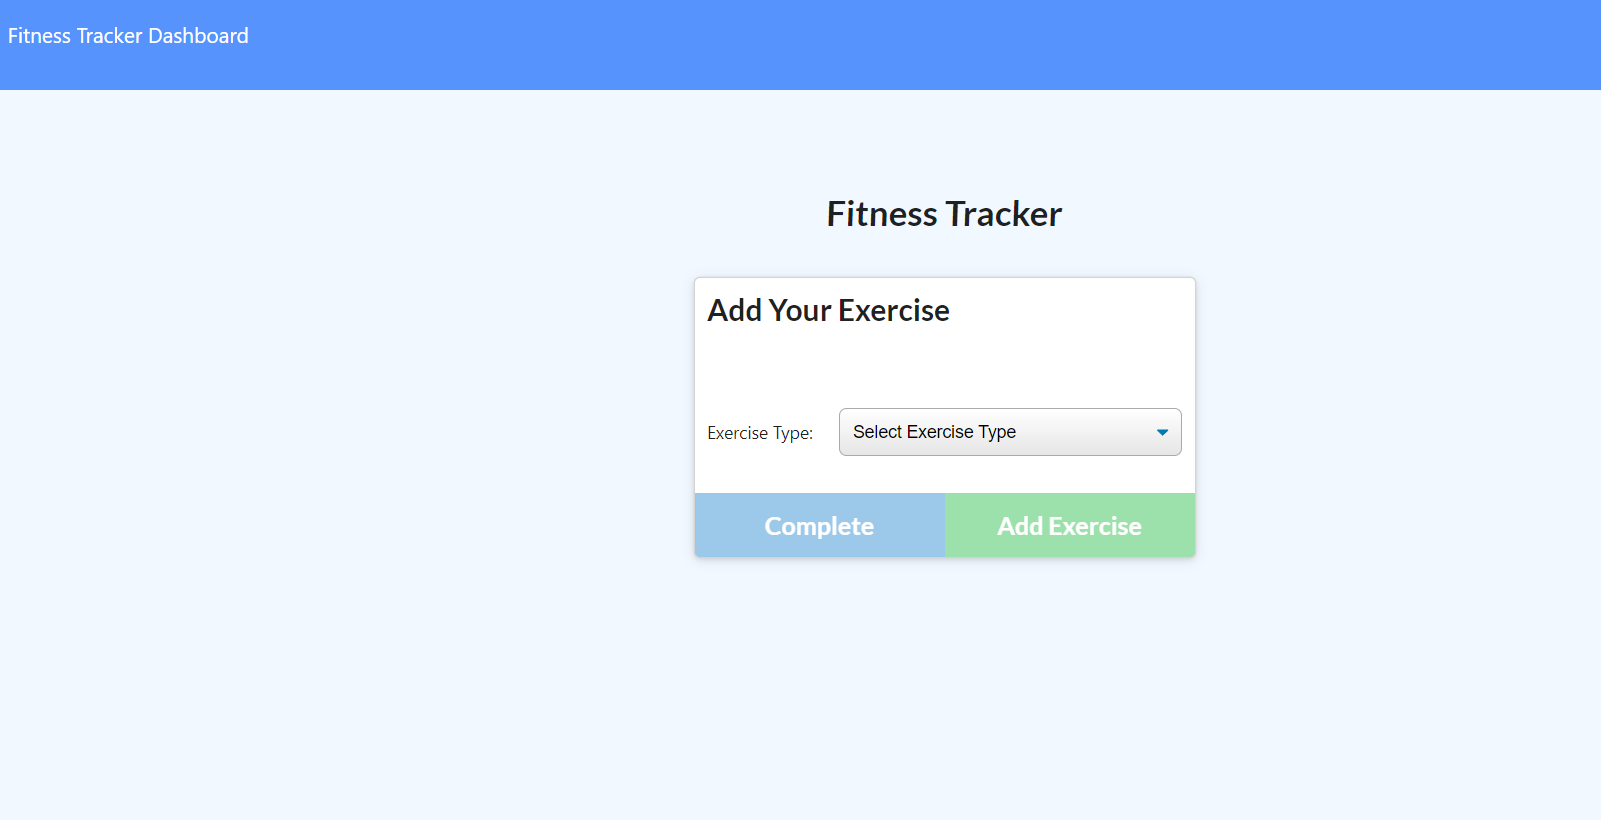 Fitness Tracker Dashboard
Fitness Tracker
Add Your Exercise
Exercise Type: Select Exercise Type
Complete Add Exercise